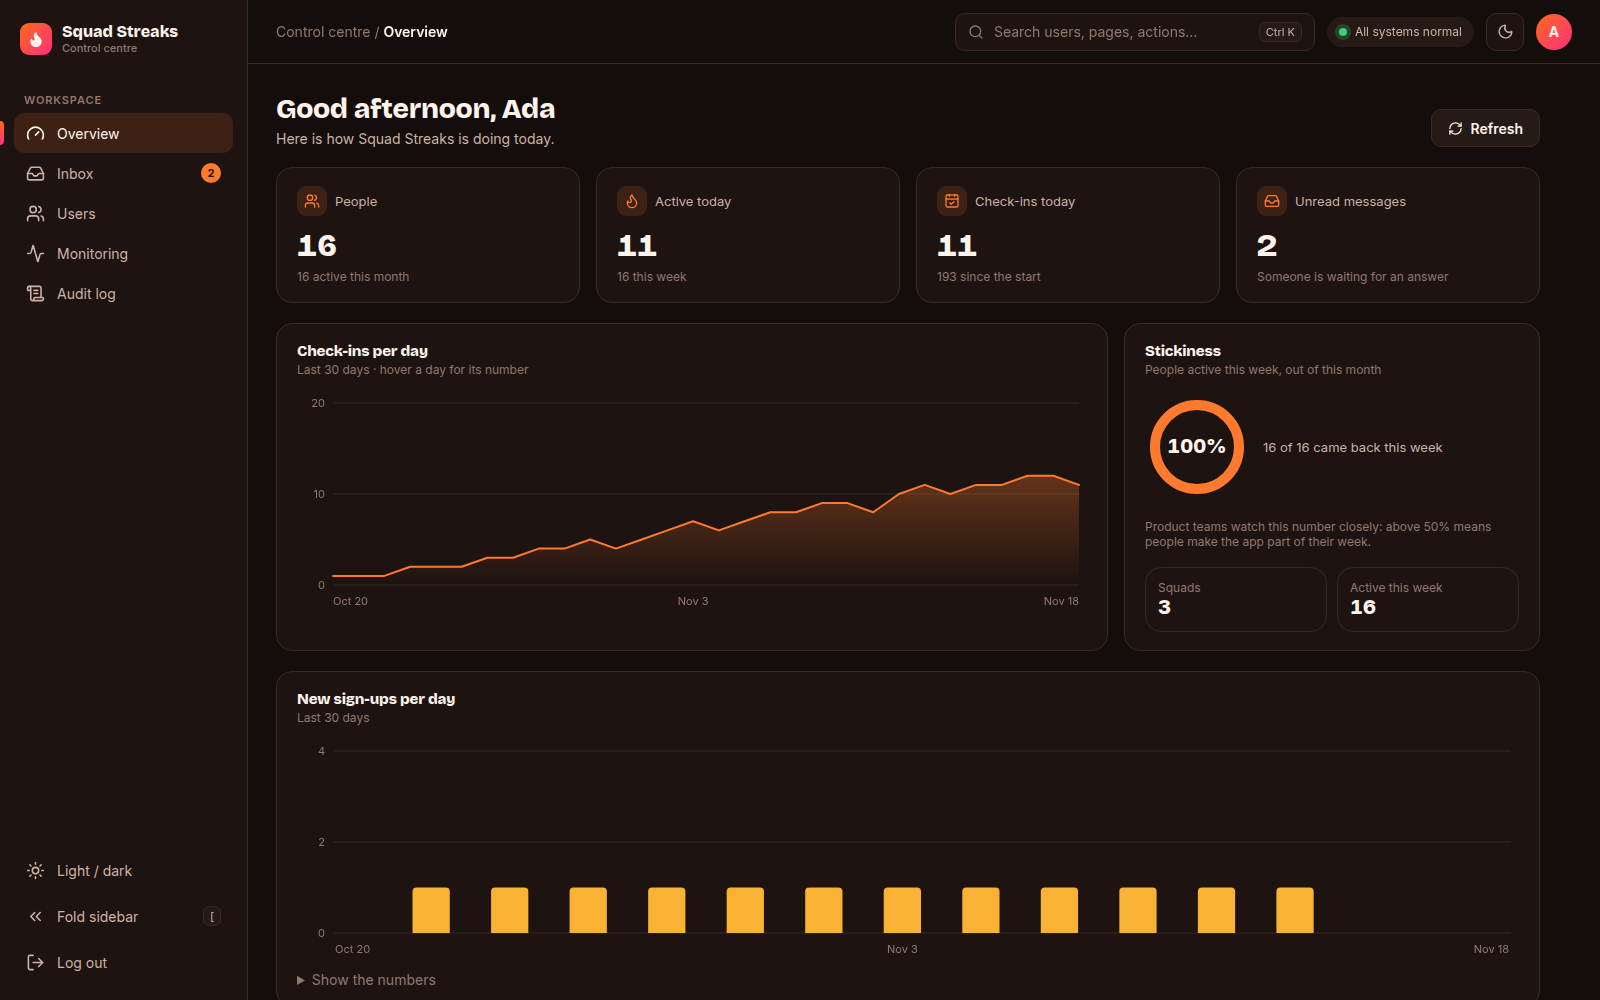 Squad Streaks
Control centre
WORKSPACE
Overview
Inbox
2
Users
Monitoring
Audit log
Light / dark
Fold sidebar
[
Log out
Control centre / Overview
Search users, pages, actions...
Ctrl K
All systems normal
A
Good afternoon, Ada
Here is how Squad Streaks is doing today.
Refresh
People
16
16 active this month
Active today
11
16 this week
Check-ins today
11
193 since the start
Unread messages
2
Someone is waiting for an answer
Check-ins per day
Last 30 days · hover a day for its number
20
10
0
Oct 20
Nov 3
Nov 18
Stickiness
People active this week, out of this month
100%
16 of 16 came back this week
Product teams watch this number closely: above 50% means
people make the app part of their week.
Squads
3
Active this week
16
New sign-ups per day
Last 30 days
4
2
0
Oct 20
Nov 3
Nov 18
Show the numbers